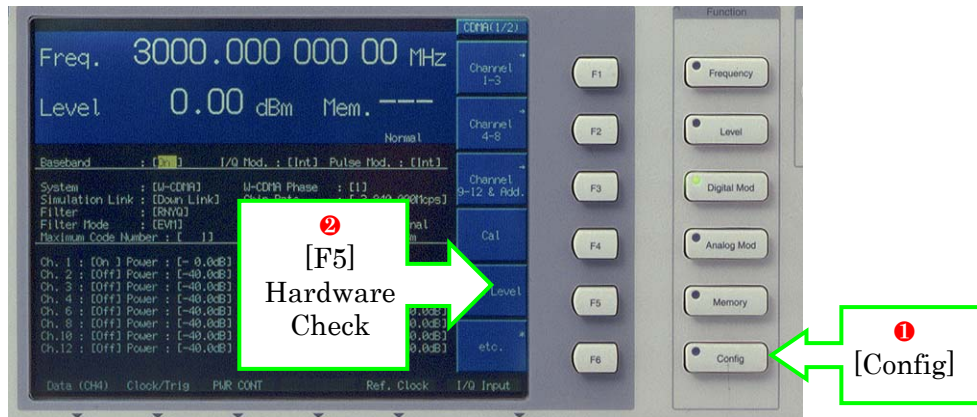 Function
CDMA(1/2)
Freq. 3000.000 000 00 MHz
Level 0.00 dBm Mem. ---
Normal
Channel
1-3
Channel
4-8
Channel
9-12 & Add.
Cal
Level
etc.
Baseband : [On ] I/Q Mod. : [Int] Pulse Mod. : [Int]
System : [W-CDMA] W-CDMA Phase : [1]
Simulation Link : [Down Link] Chip Rate : [ 3.840 000Mcps]
Filter : [RNYQ]
Filter Mode : [EVM]
Maximum Code Number : [ 1]
Ch. 1 : [On ] Power : [- 0.0dB]
Ch. 2 : [Off] Power : [-40.0dB]
Ch. 3 : [Off] Power : [-40.0dB]
Ch. 4 : [Off] Power : [-40.0dB]
Ch. 6 : [Off] Power : [-40.0dB]
Ch. 8 : [Off] Power : [-40.0dB]
Ch.10 : [Off] Power : [-40.0dB]
Ch.12 : [Off] Power : [-40.0dB]
Data (CH4) Clock/Trig PWR CONT Ref. Clock I/Q Input
❷
[F5]
Hardware
Check
F1
F2
F3
F4
F5
F6
Frequency
Level
Digital Mod
Analog Mod
Memory
Config
❶
[Config]